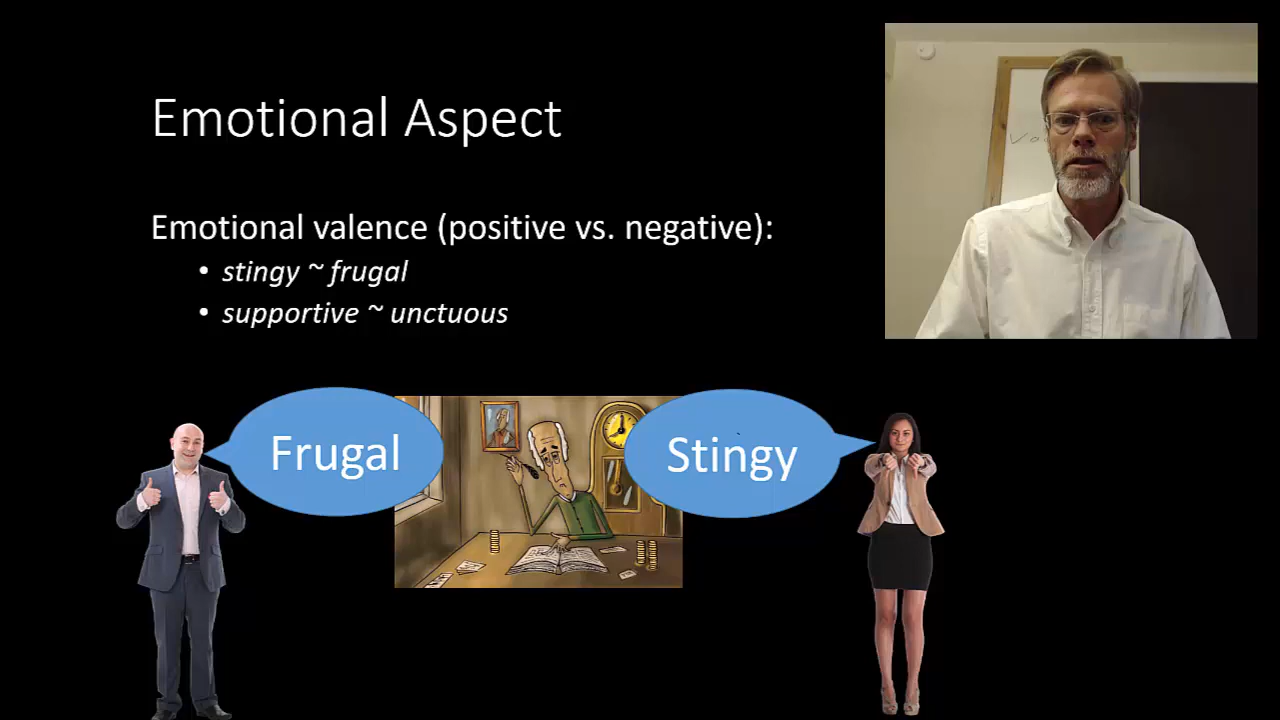 Emotional Aspect
Emotional valence (positive vs. negative):
• stingy ~ frugal
• supportive ~ unctuous
Frugal
Stingy